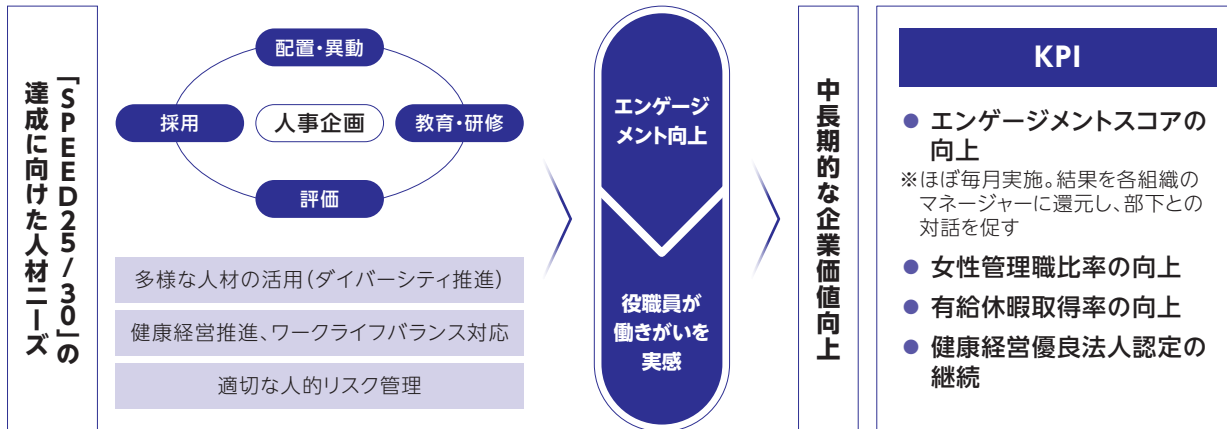 「SPEED25/30」の
達成に向けた人材ニーズ
配置・異動
採用
人事企画
教育・研修
評価
多様な人材の活用(ダイバーシティ推進)
健康経営推進、ワークライフバランス対応
適切な人的リスク管理
エンゲージ
メント向上
役職員が
働きがいを
実感
中長期的な企業価値向上
KPI
● エンゲージメントスコアの
向上
※ほぼ毎月実施。結果を各組織の
マネージャーに還元し、部下との
対話を促す
● 女性管理職比率の向上
● 有給休暇取得率の向上
● 健康経営優良法人認定の
継続